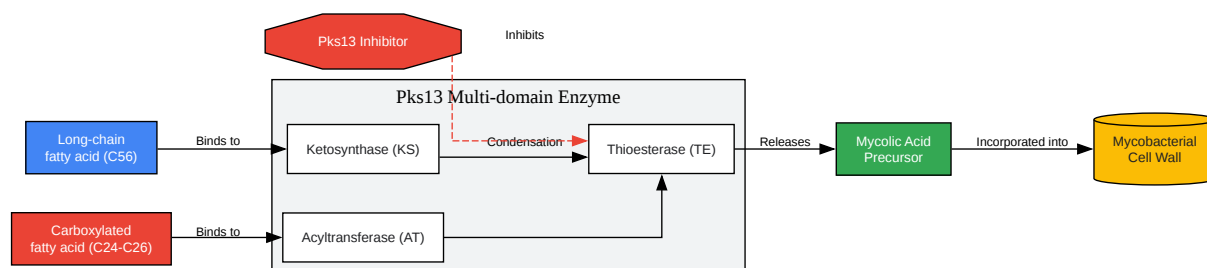 Pks13 Inhibitor
Inhibits
Pks13 Multi-domain Enzyme
Long-chain
fatty acid (C56)
Binds to
Ketosynthase (KS)
Condensation
Thioesterase (TE)
Releases
Mycolic Acid
Precursor
Incorporated into
Mycobacterial
Cell Wall
Carboxylated
fatty acid (C24-C26)
Binds to
Acyltransferase (AT)